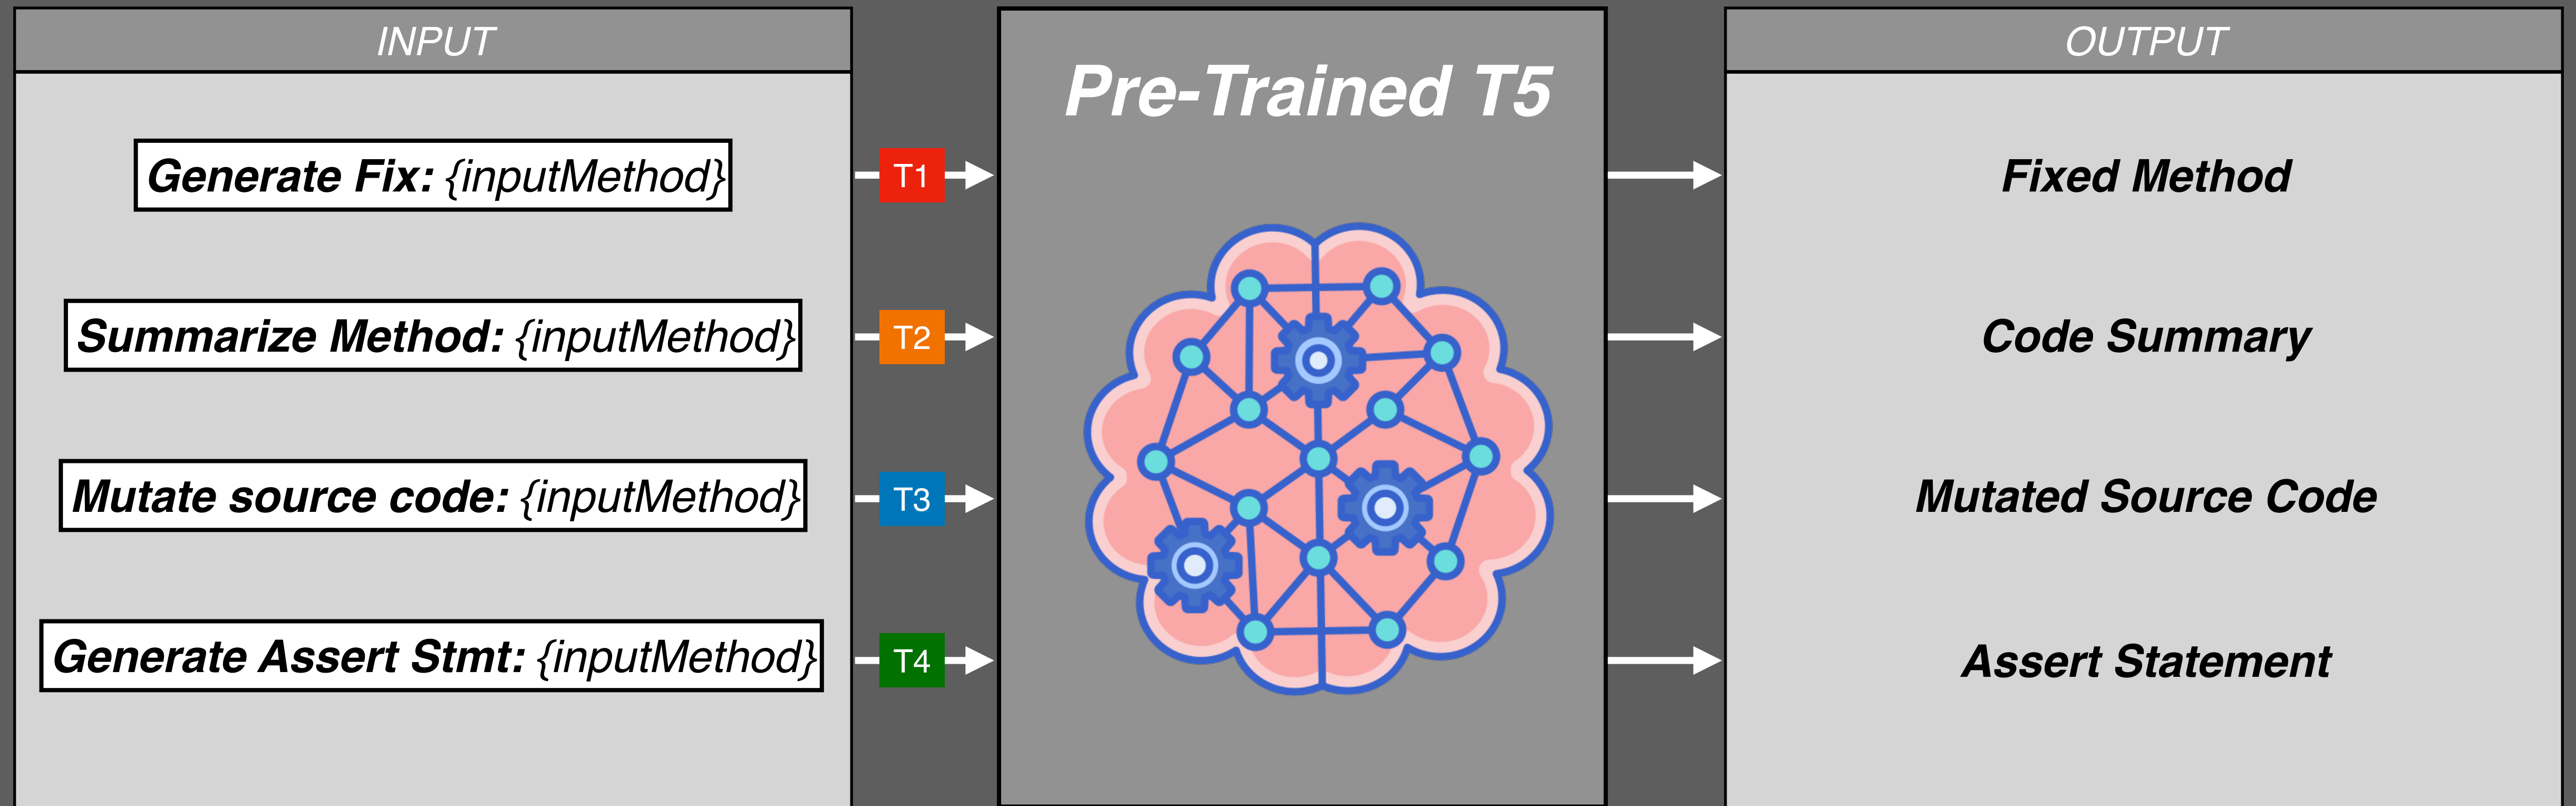 INPUT
Pre-Trained T5
OUTPUT
Generate Fix: {inputMethod}
T1
Fixed Method
Summarize Method: {inputMethod}
T2
Code Summary
Mutate source code: {inputMethod}
T3
Mutated Source Code
Generate Assert Stmt: {inputMethod}
T4
Assert Statement